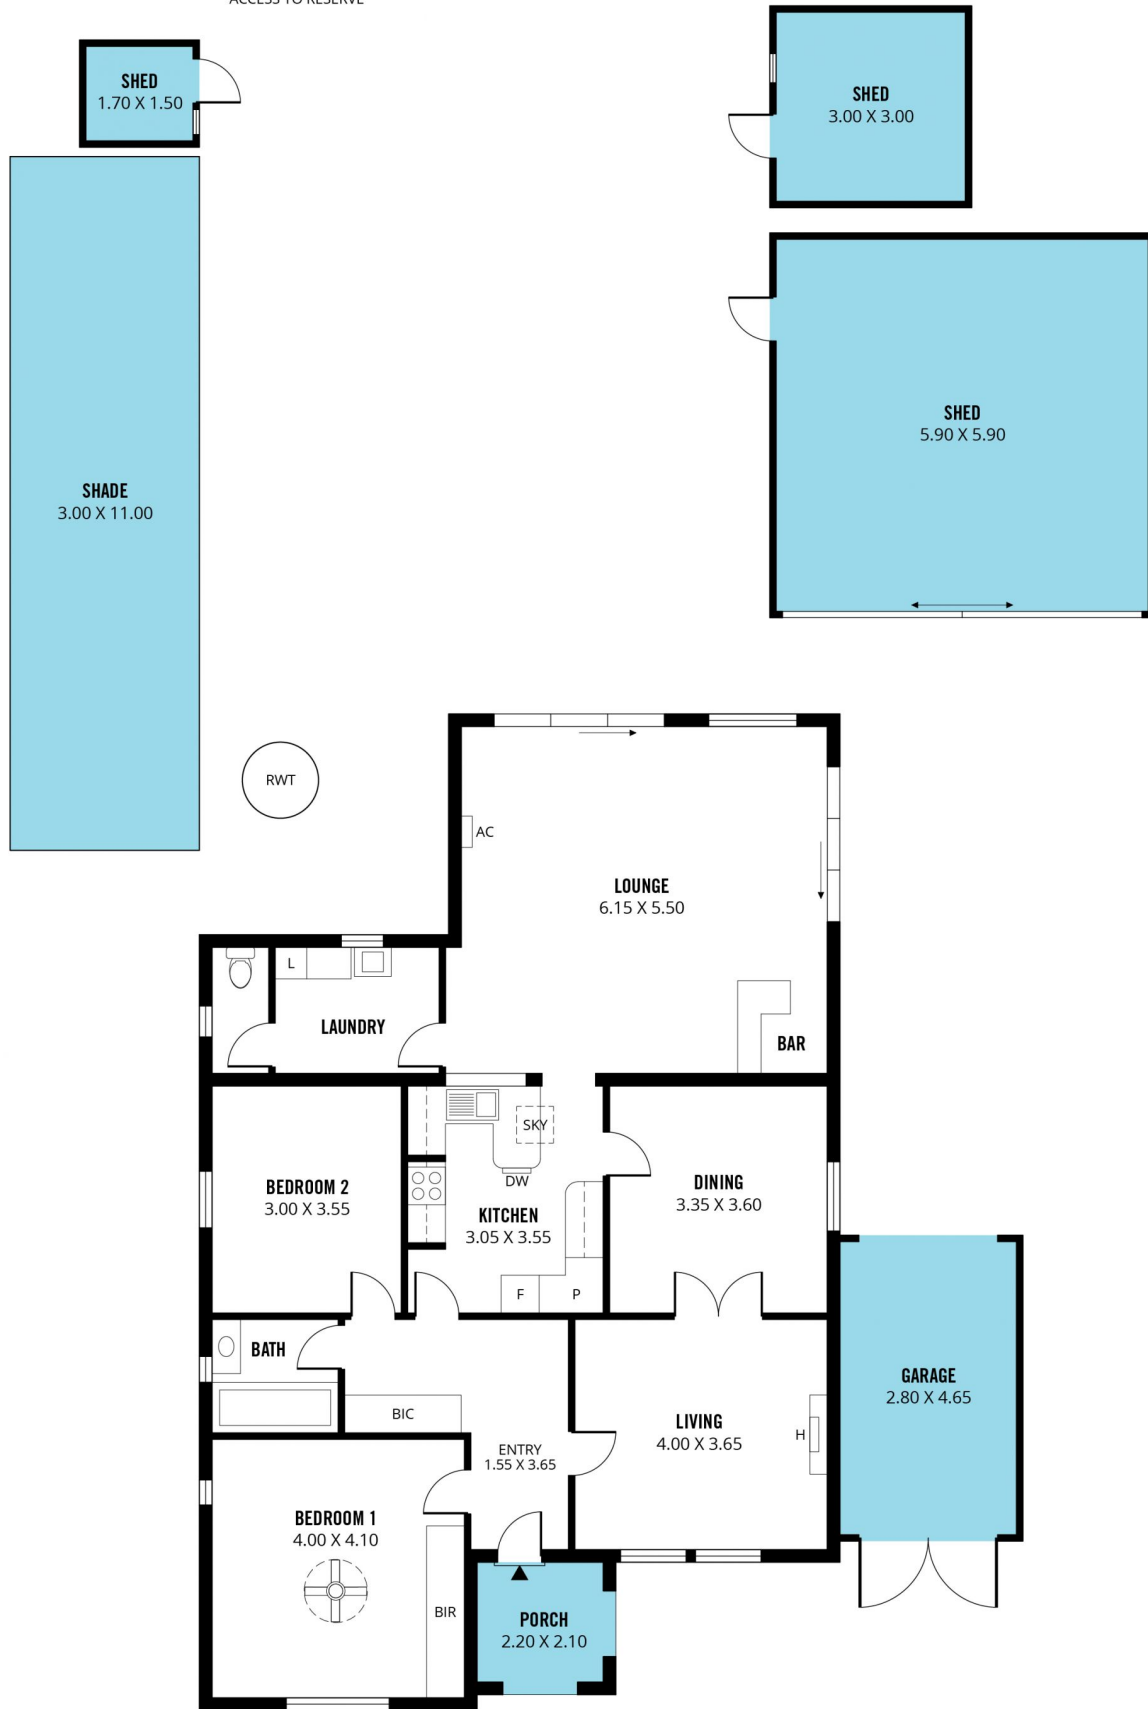 ACCESS TO RESERVE
SHED
1.70 X 1.50
SHED
3.00 X 3.00
SHED
5.90 X 5.90
SHADE
3.00 X 11.00
RWT
AC
LOUNGE
6.15 X 5.50
L
LAUNDRY
BAR
SKY
DW
KITCHEN
3.05 X 3.55
BEDROOM 2
3.00 X 3.55
DINING
3.35 X 3.60
F
P
BATH
BIC
ENTRY
1.55 X 3.65
LIVING
4.00 X 3.65
H
GARAGE
2.80 X 4.65
BEDROOM 1
4.00 X 4.10
BIR
PORCH
2.20 X 2.10